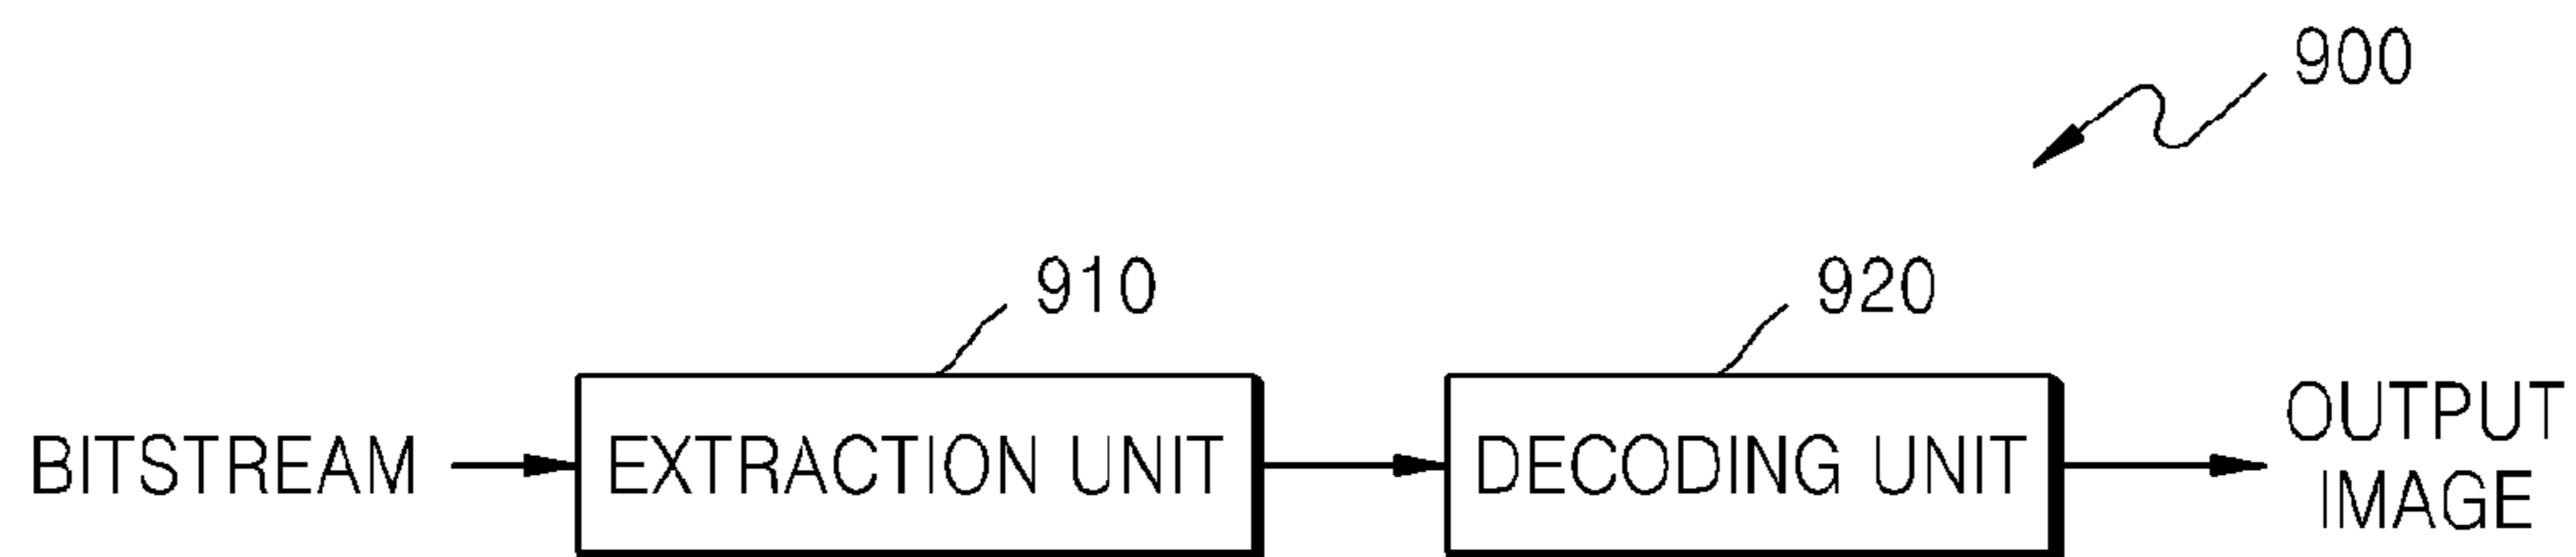 900
910
920
BITSTREAM
EXTRACTION UNIT
DECODING UNIT
OUTPUT
IMAGE